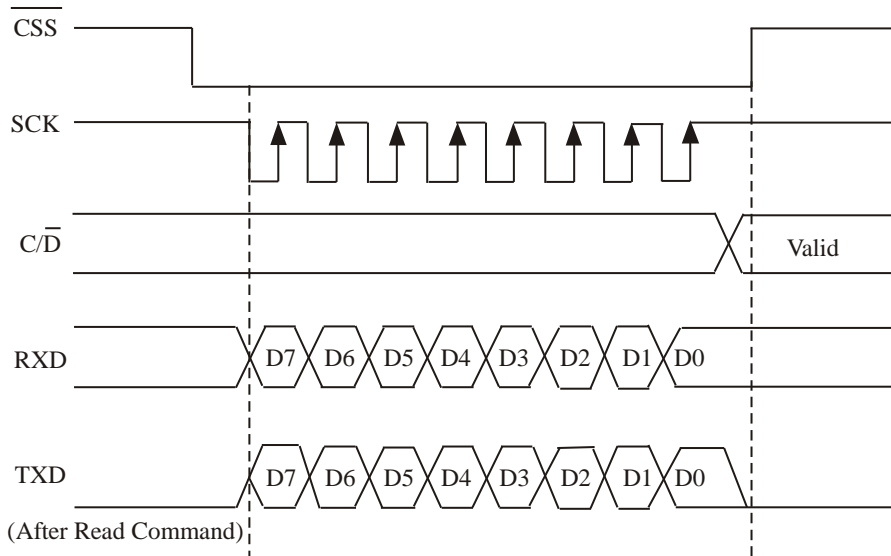 CSS
SCK
C/D
Valid
RXD
D7 D6 D5 D4 D3 D2 D1 D0
TXD
D7 D6 D5 D4 D3 D2 D1 D0
(After Read Command)